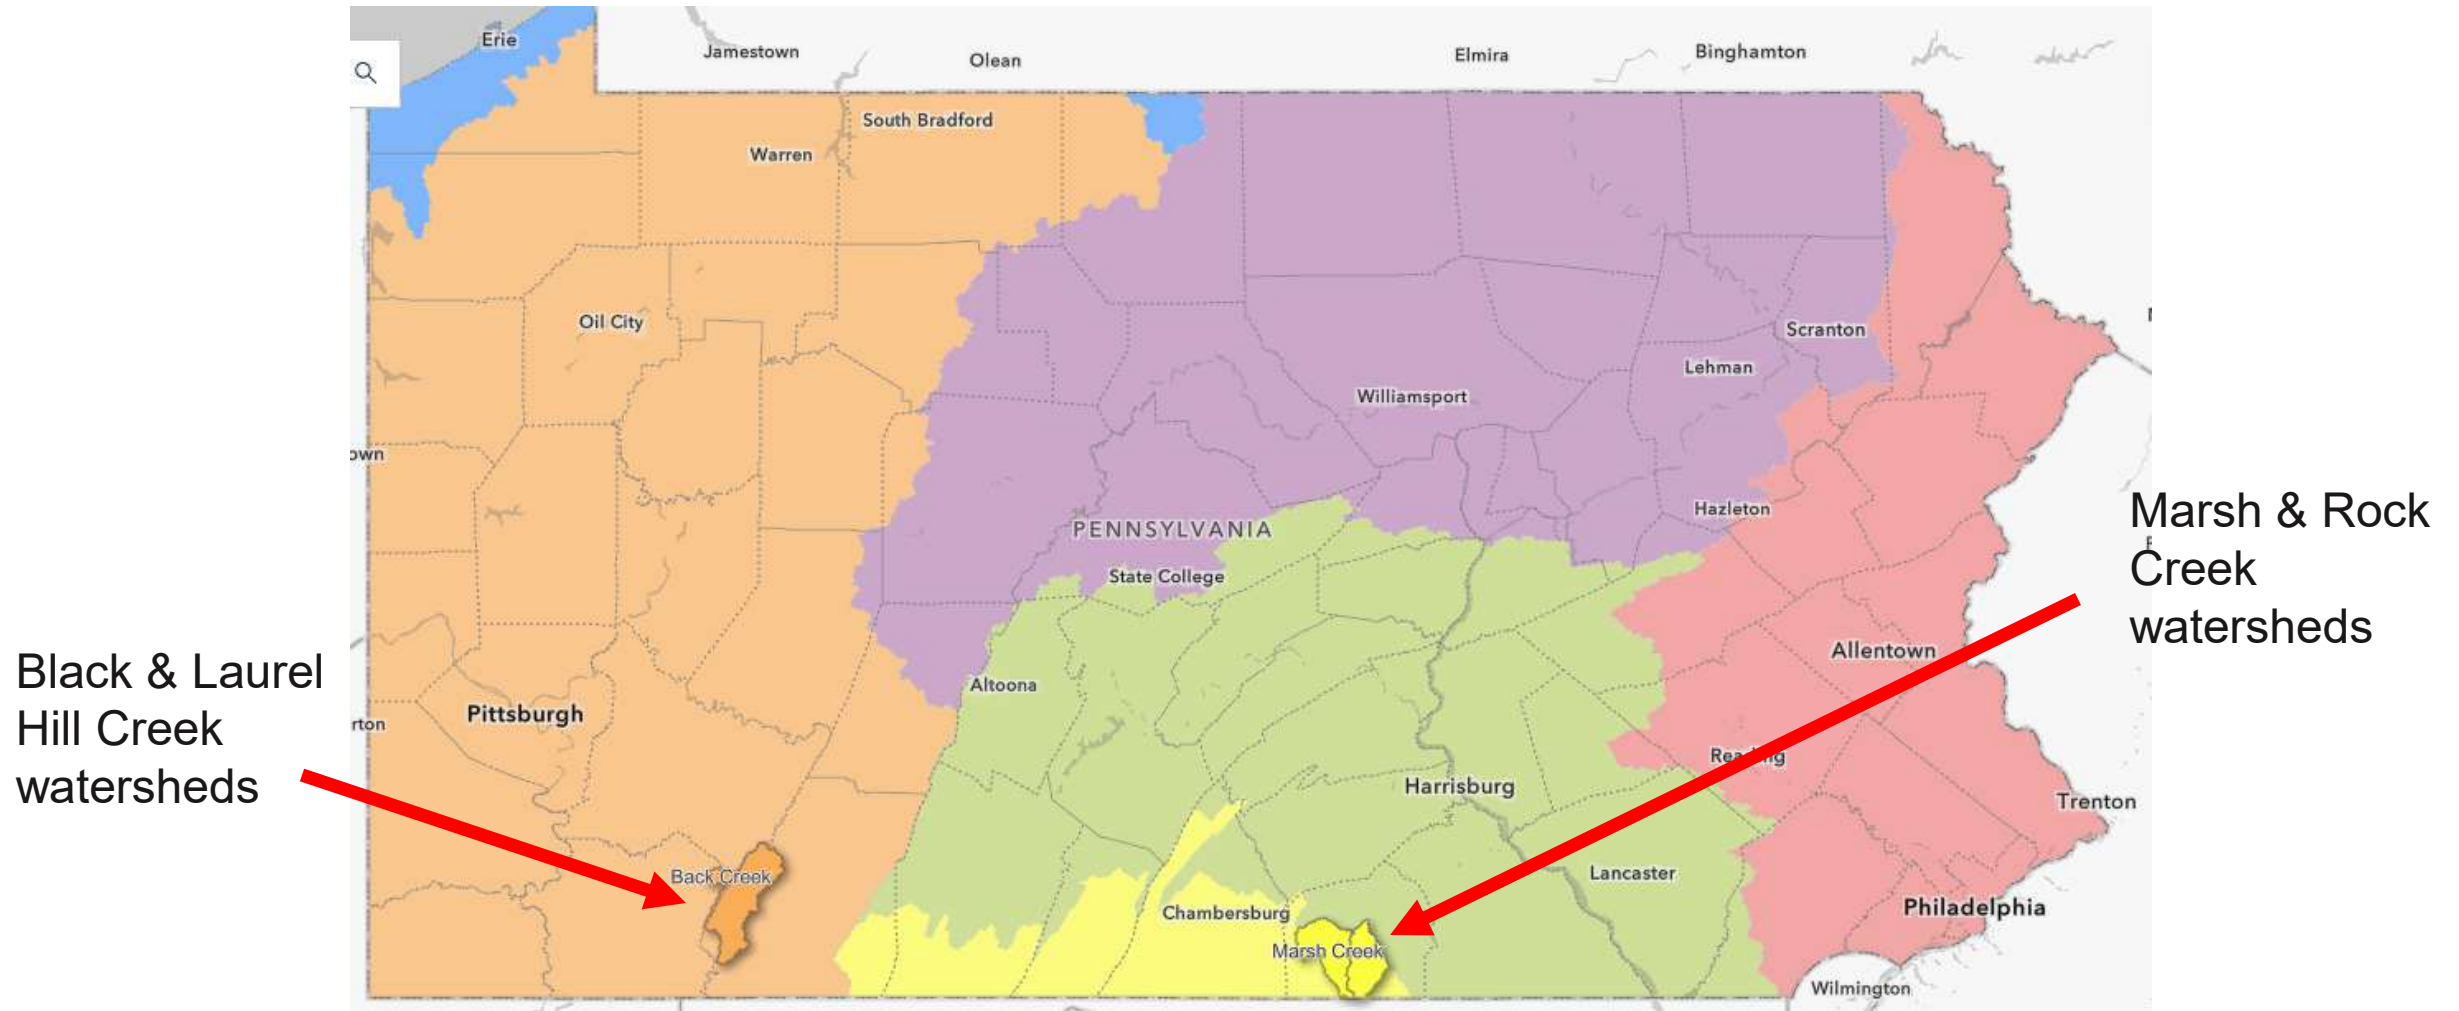 Erie
Jamestown
Olean
Elmira
Binghamton
South Bradford
Warren
Oil City
Scranton
Lehman
Williamsport
own
Hazleton
PENNSYLVANIA
State College
Marsh & Rock
Creek
watersheds
Allentown
Black & Laurel
Hill Creek
watersheds
Altoona
rton
Pittsburgh
Reading
Harrisburg
Trenton
Back Creek
Lancaster
Chambersburg
Philadelphia
Marsh Creek
Wilmington